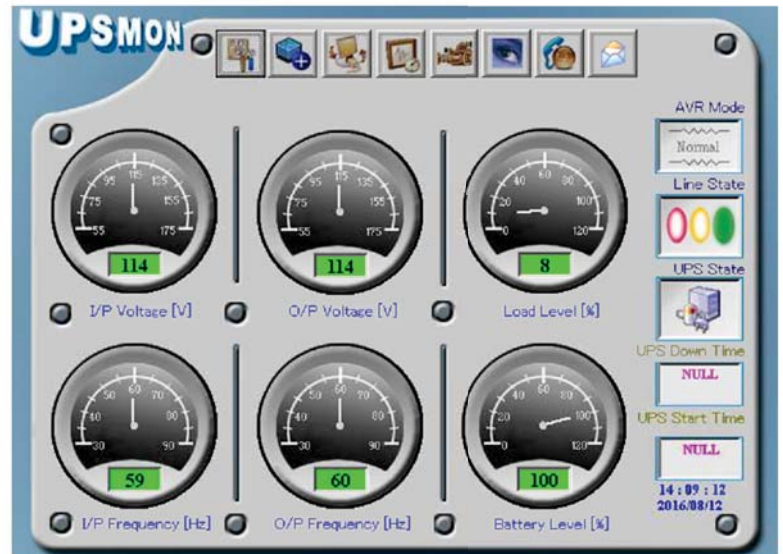 UPSMON
AVR Mode
Normal
Line State
UPS State
UPS Down Time
NULL
UPS Start Time
NULL
14 : 09 : 12
2016/08/12
55 75 95 115 135 155 175
114
I/P Voltage [V]
55 75 95 115 135 155 175
114
O/P Voltage [V]
0 20 40 60 80 100 120
8
Load Level [%]
30 40 50 60 70 80 90
59
I/P Frequency [Hz]
30 40 50 60 70 80 90
60
O/P Frequency [Hz]
0 20 40 60 80 100 120
100
Battery Level [%]